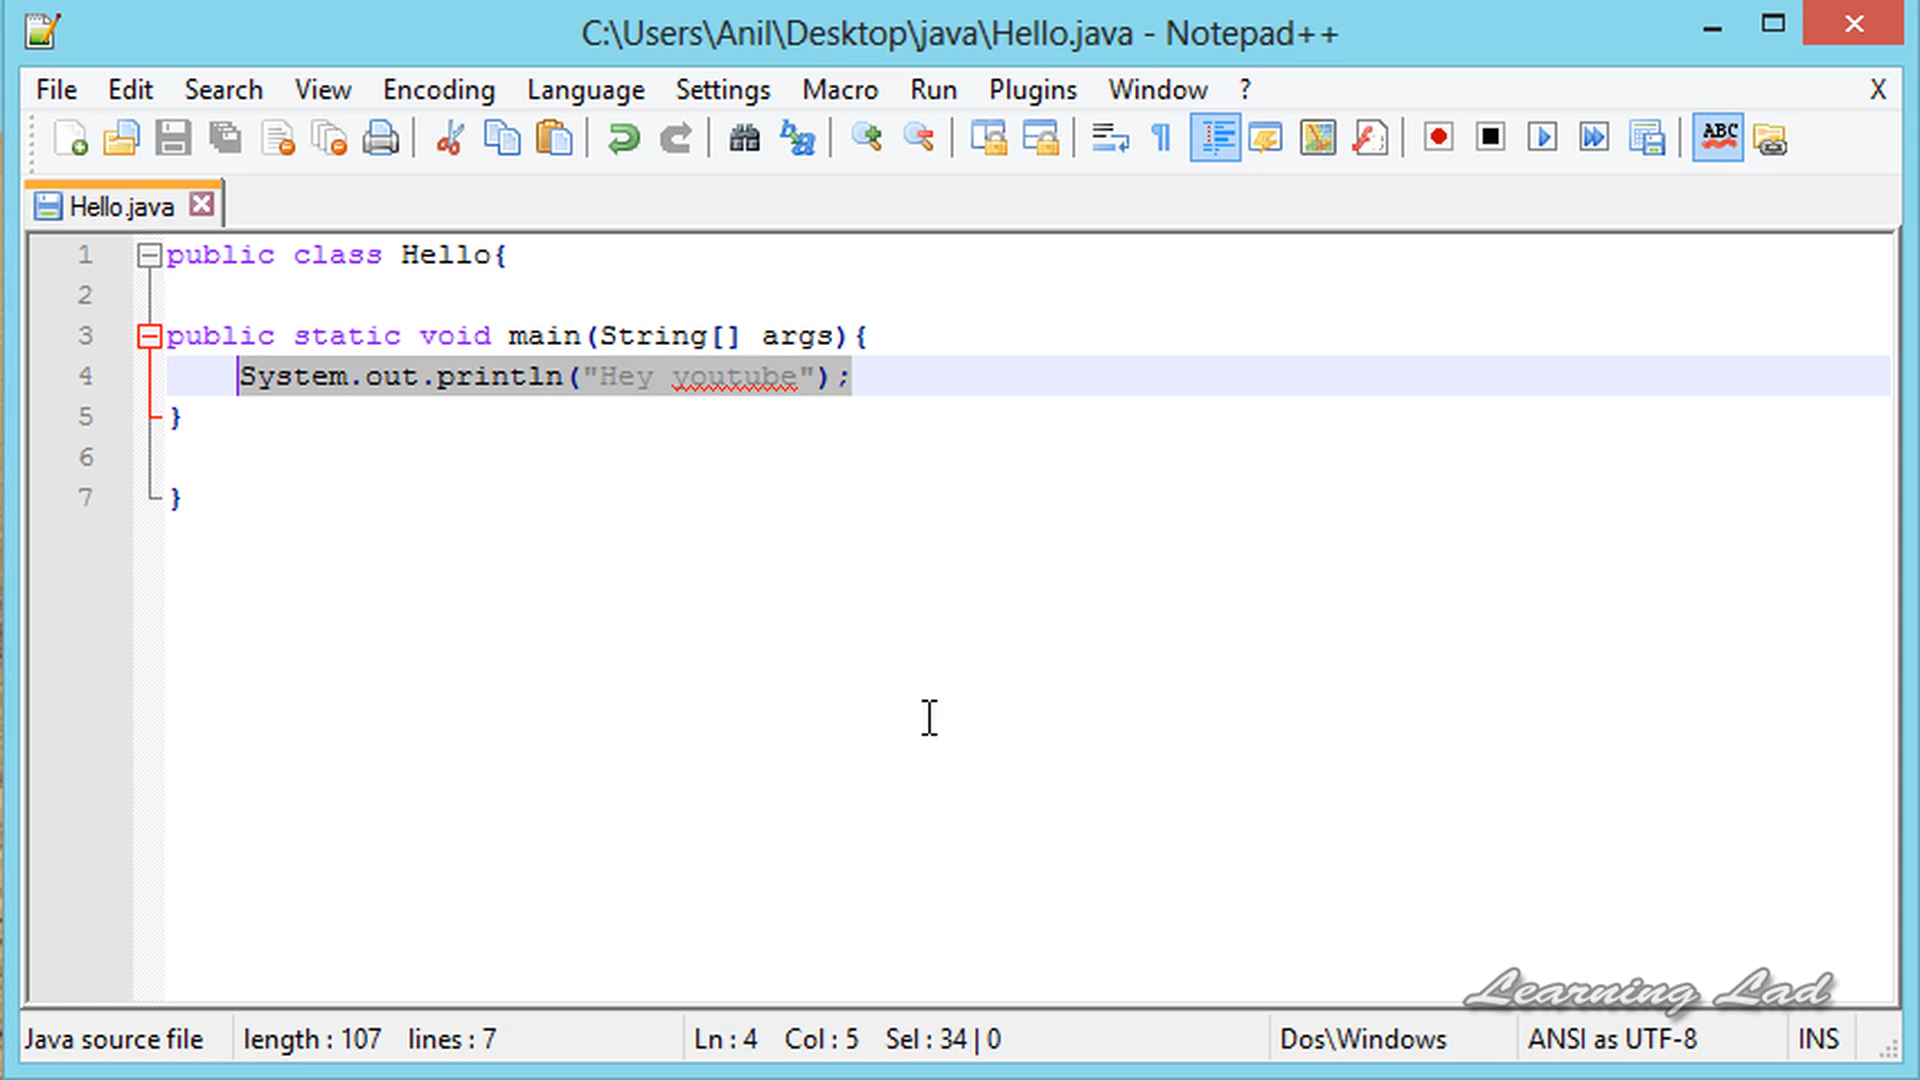 C:\Users\Anil\Desktop\java\Hello.java - Notepad++
File Edit Search View Encoding Language Settings Macro Run Plugins Window ? X
ABC
Hello.java
1 public class Hello{
2
3 public static void main(String[] args){
4 System.out.println("Hey youtube");
5 }
6
7 }
Learning Lad
Java source file length : 107 lines : 7 Ln : 4 Col : 5 Sel : 34 | 0 Dos\Windows ANSI as UTF-8 INS